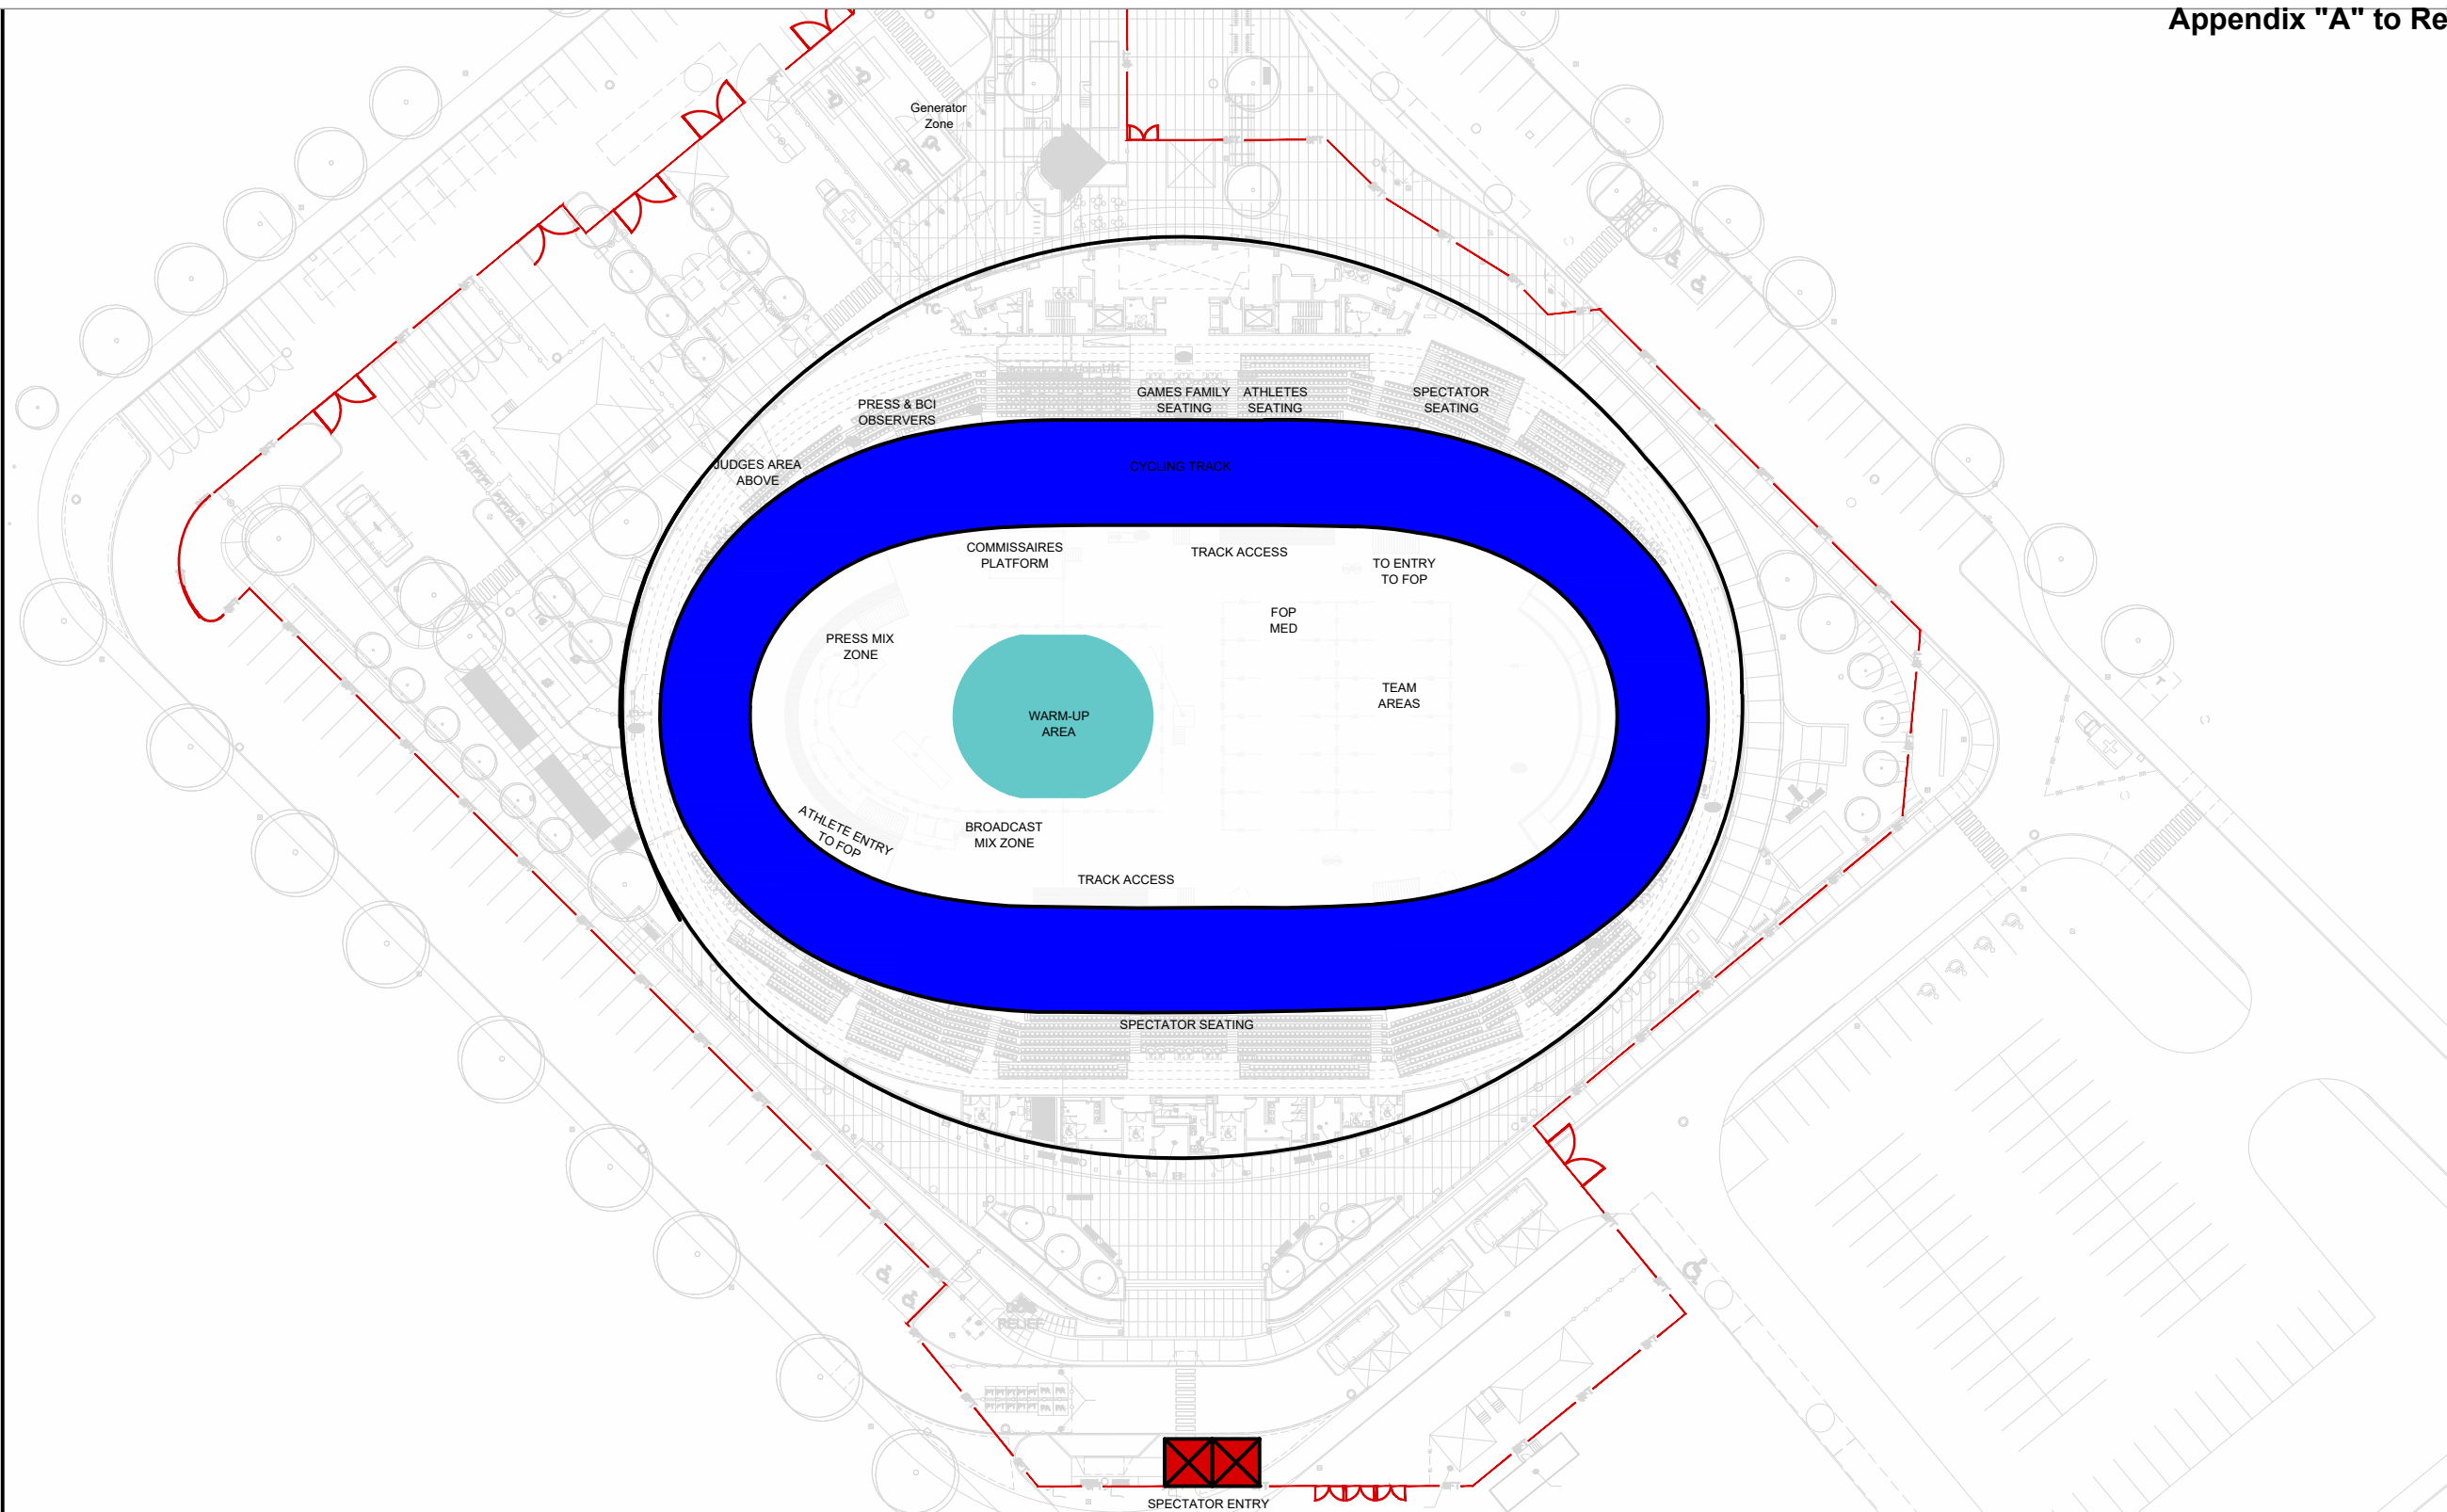 Appendix "A" to Re
Generator
Zone
TC
GAMES FAMILY
SEATING
ATHLETES
SEATING
SPECTATOR
SEATING
PRESS & BCI
OBSERVERS
JUDGES AREA
ABOVE
CYCLING TRACK
COMMISSAIRES
PLATFORM
TRACK ACCESS
TO ENTRY
TO FOP
FOP
MED
PRESS MIX
ZONE
TEAM
AREAS
WARM-UP
AREA
ATHLETE ENTRY
TO FOP
BROADCAST
MIX ZONE
TRACK ACCESS
SPECTATOR SEATING
RELIEF
SPECTATOR ENTRY